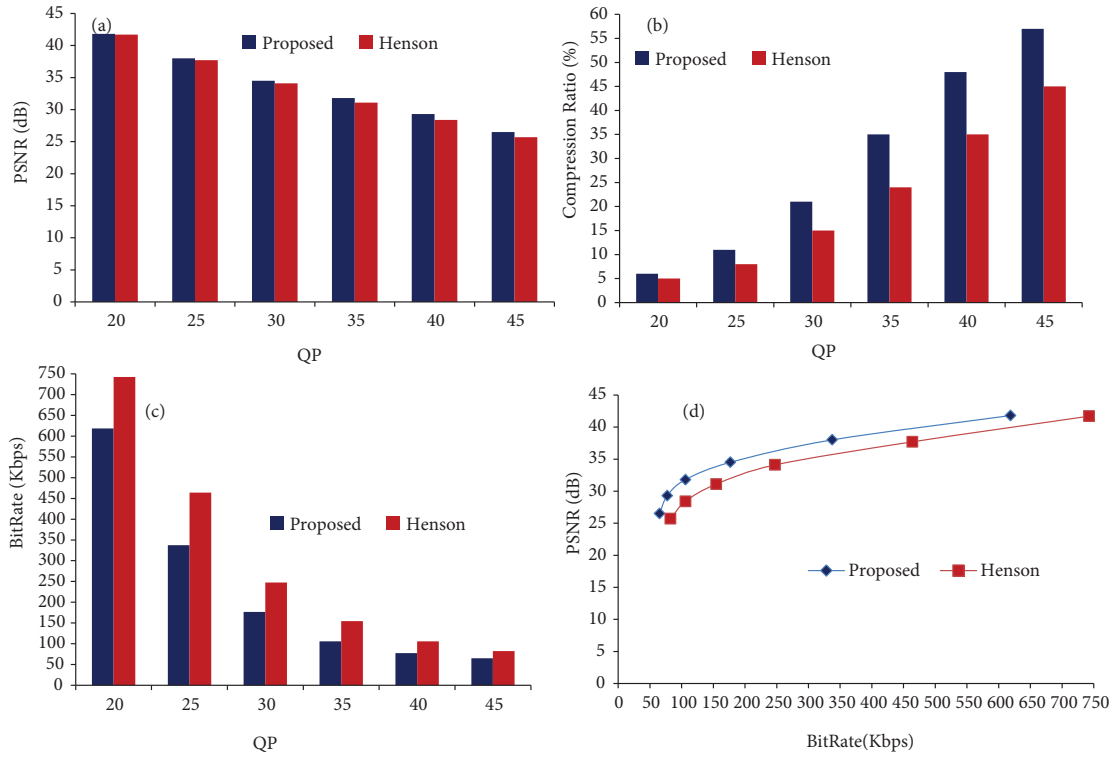 (a)
Proposed Henson
PSNR (dB)
45
40
35
30
25
20
15
10
5
0
20 25 30 35 40 45
QP
(b)
Proposed Henson
Compression Ratio (%)
60
55
50
45
40
35
30
25
20
15
10
5
0
20 25 30 35 40 45
QP
(c)
Proposed Henson
BitRate (Kbps)
750
700
650
600
550
500
450
400
350
300
250
200
150
100
50
0
20 25 30 35 40 45
QP
(d)
Proposed Henson
PSNR (dB)
45
40
35
30
25
20
15
10
5
0
0 50 100 150 200 250 300 350 400 450 500 550 600 650 700 750
BitRate(Kbps)